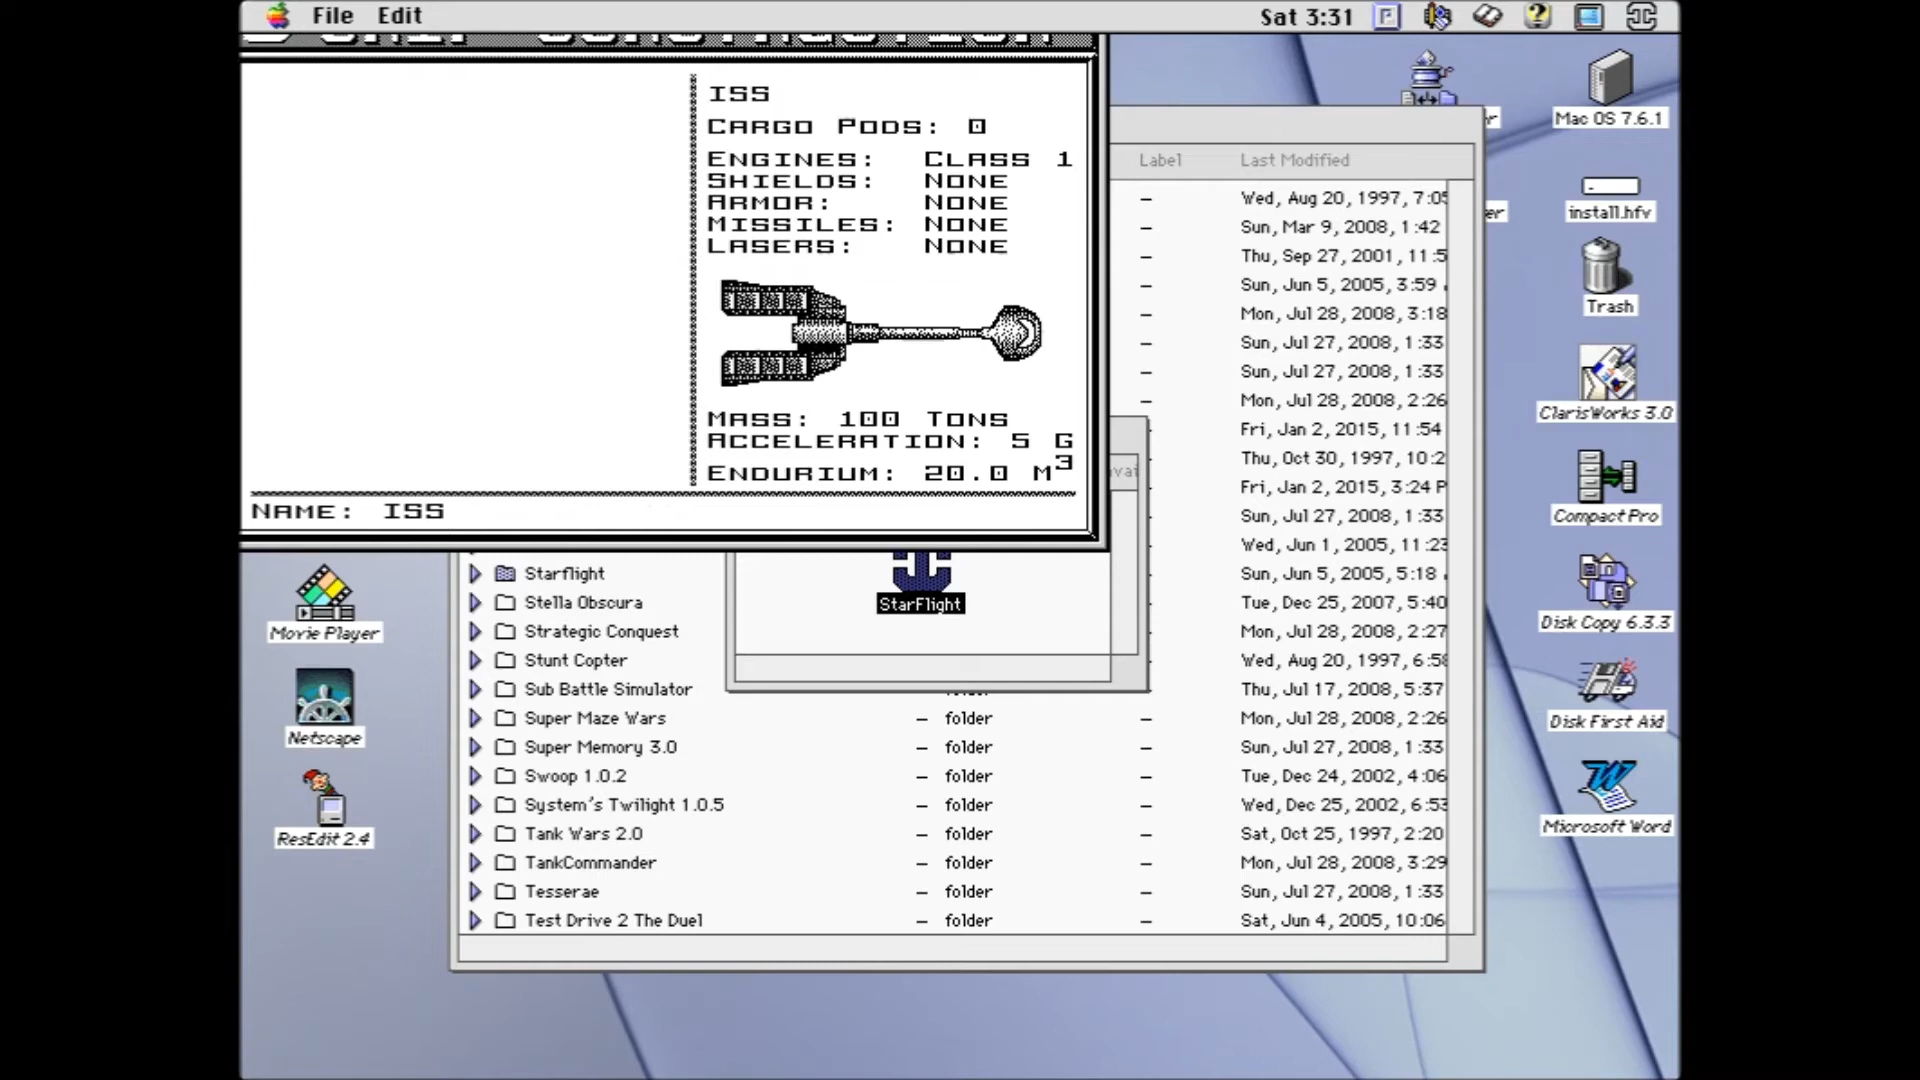 File Edit Sat 3:31
ISS
CARGO PODS: 0
ENGINES: CLASS 1
SHIELDS: NONE
ARMOR: NONE
MISSILES: NONE
LASERS: NONE
MASS: 100 TONS
ACCELERATION: 5 G
ENDURIUM: 20.0 M3
NAME: ISS
Label Last Modified
– Wed, Aug 20, 1997, 7:05
– Sun, Mar 9, 2008, 1:42
– Thu, Sep 27, 2001, 11:5
– Sun, Jun 5, 2005, 3:59
– Mon, Jul 28, 2008, 3:18
– Sun, Jul 27, 2008, 1:33
– Sun, Jul 27, 2008, 1:33
– Mon, Jul 28, 2008, 2:26
Fri, Jan 2, 2015, 11:54
Thu, Oct 30, 1997, 10:2
Fri, Jan 2, 2015, 3:24 P
Sun, Jul 27, 2008, 1:33
Wed, Jun 1, 2005, 11:23
Starflight Sun, Jun 5, 2005, 5:18
Stella Obscura Tue, Dec 25, 2007, 5:40
Strategic Conquest Mon, Jul 28, 2008, 2:27
Stunt Copter Wed, Aug 20, 1997, 6:58
Sub Battle Simulator Thu, Jul 17, 2008, 5:37
Super Maze Wars – folder – Mon, Jul 28, 2008, 2:26
Super Memory 3.0 – folder – Sun, Jul 27, 2008, 1:33
Swoop 1.0.2 – folder – Tue, Dec 24, 2002, 4:06
System's Twilight 1.0.5 – folder – Wed, Dec 25, 2002, 6:53
Tank Wars 2.0 – folder – Sat, Oct 25, 1997, 2:20
TankCommander – folder – Mon, Jul 28, 2008, 3:29
Tesserae – folder – Sun, Jul 27, 2008, 1:33
Test Drive 2 The Duel – folder – Sat, Jun 4, 2005, 10:06
StarFlight
Movie Player
Netscape
ResEdit 2.4
Mac OS 7.6.1
install.hfv
Trash
ClarisWorks 3.0
Compact Pro
Disk Copy 6.3.3
Disk First Aid
Microsoft Word